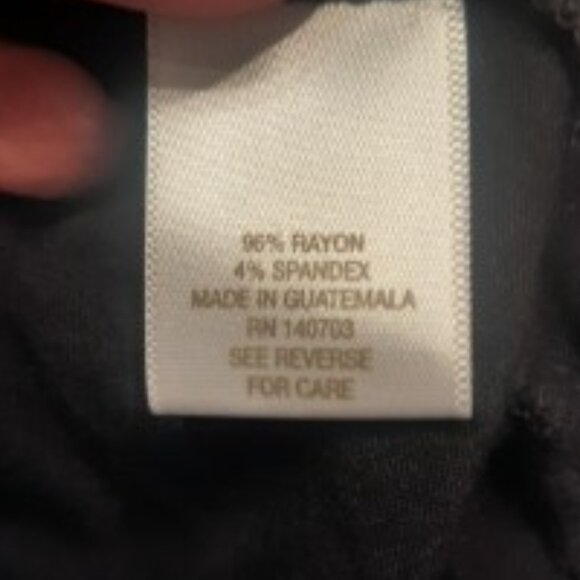 96% RAYON
4% SPANDEX
MADE IN GUATEMALA
RN 140703
SEE REVERSE
FOR CARE